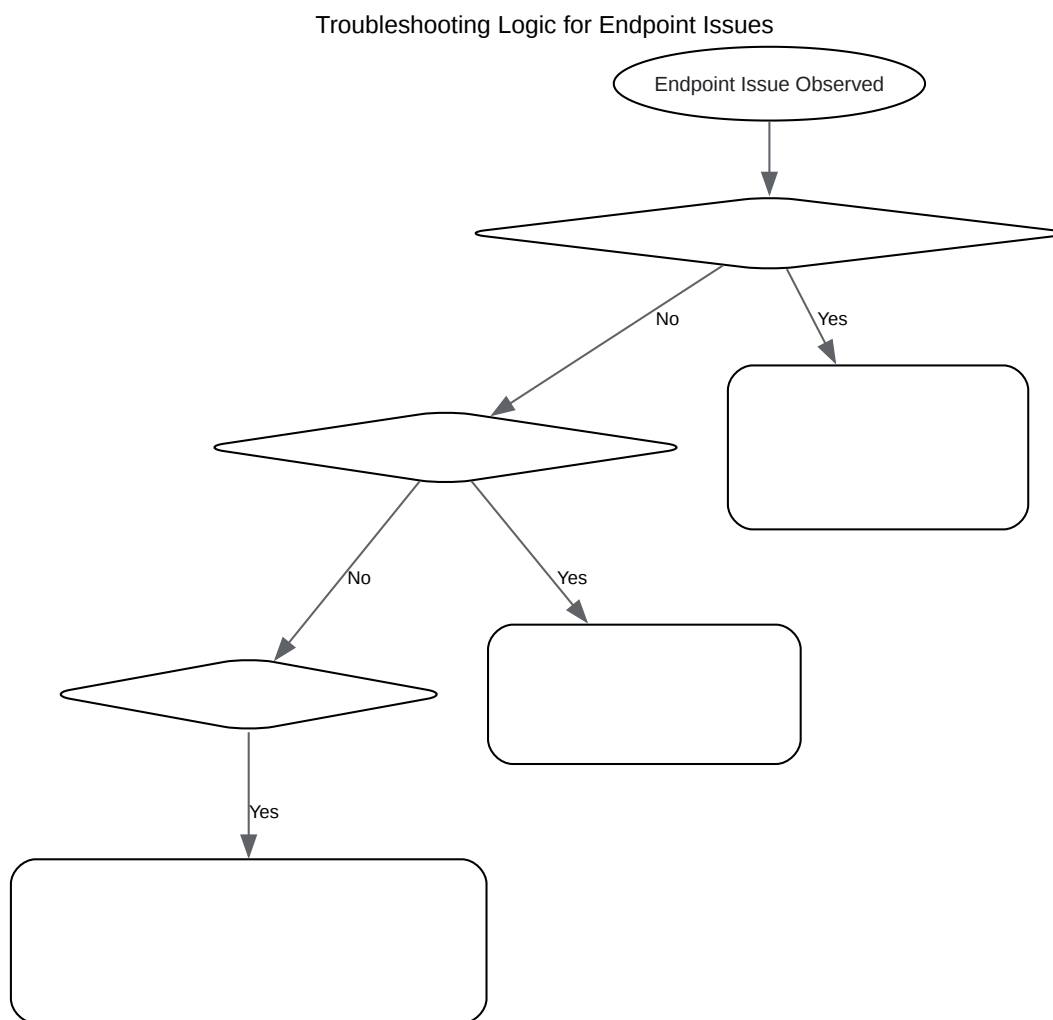 Troubleshooting Logic for Endpoint Issues
Endpoint Issue Observed
No
Yes
No
Yes
Yes